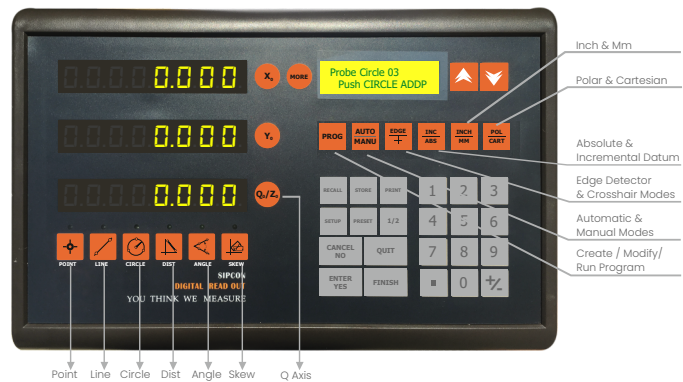 0.000
X₀
MORE
Probe Circle 03
Push CIRCLE ADDP
Inch & Mm
Polar & Cartesian
0.000
Y₀
PROG
AUTO
MANU
EDGE
INC
ABS
INCH
MM
POL
CART
Absolute &
Incremental Datum
0.000
Q₀/Z₀
RECALL STORE PRINT 1 2 3
Edge Detector
& Crosshair Modes
SETUP PRESET 1/2 4 5 6
Automatic &
Manual Modes
CANCEL
NO
QUIT
7 8 9
Create / Modify/
Run Program
ENTER
YES
FINISH
. 0 +/-
POINT LINE CIRCLE DIST ANGLE SKEW
SIPCON
DIGITAL READ OUT
YOU THINK WE MEASURE
Point Line Circle Dist Angle Skew Q Axis